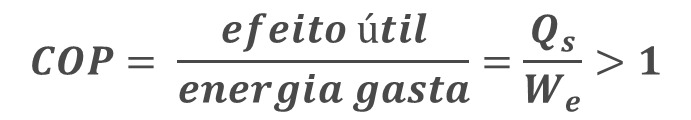 COP = efeito útil / energia gasta = Qₛ / Wₑ > 1